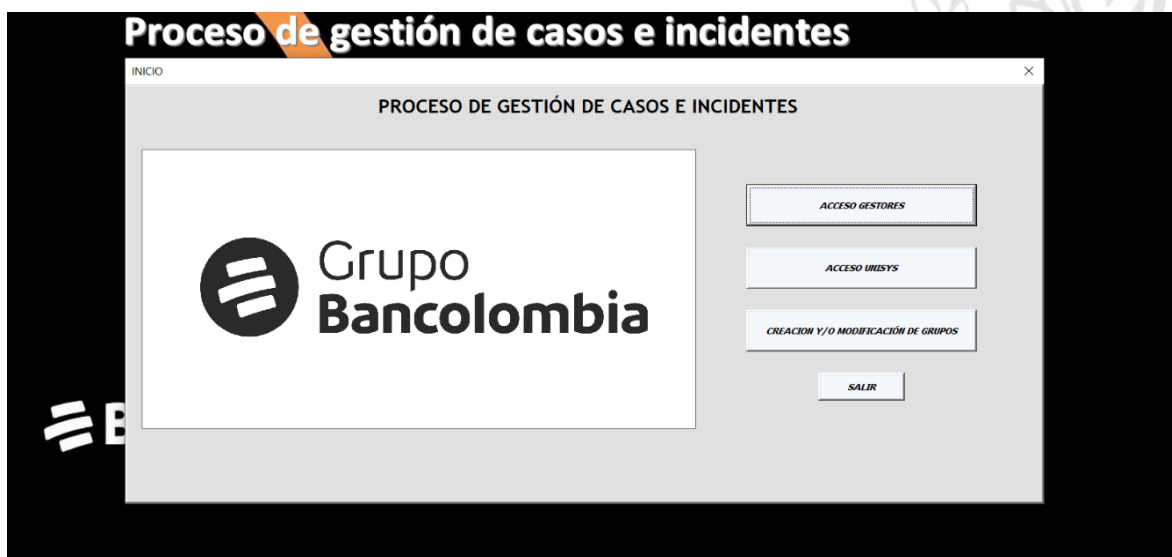 Proceso de gestión de casos e incidentes
INICIO
PROCESO DE GESTIÓN DE CASOS E INCIDENTES
Grupo
Bancolombia
ACCESO GESTORES
ACCESO UNISYS
CREACION Y/O MODIFICACIÓN DE GRUPOS
SALIR
B